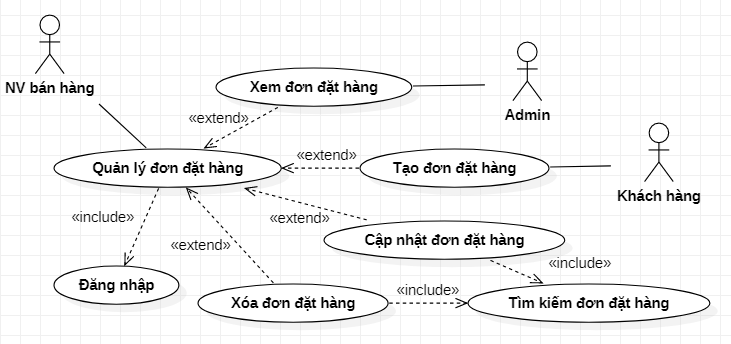 NV bán hàng
Xem đơn đặt hàng
Admin
«extend»
Quản lý đơn đặt hàng
«extend»
Tạo đơn đặt hàng
Khách hàng
«include»
«extend»
«extend»
Cập nhật đơn đặt hàng
«include»
Đăng nhập
Xóa đơn đặt hàng
«include»
Tìm kiếm đơn đặt hàng